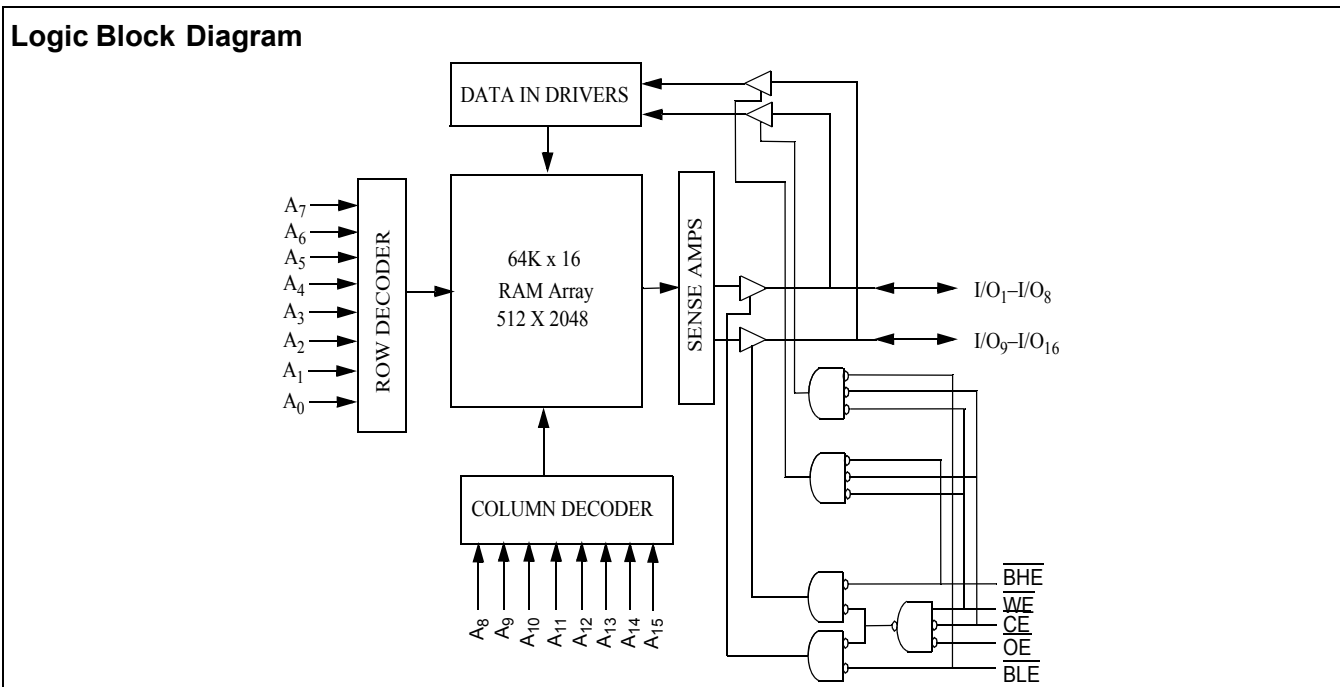 Logic Block Diagram
DATA IN DRIVERS
A7
A6
A5
A4
A3
A2
A1
A0
ROW DECODER
64K x 16
RAM Array
512 X 2048
SENSE AMPS
I/O1–I/O8
I/O9–I/O16
COLUMN DECODER
A8
A9
A10
A11
A12
A13
A14
A15
BHE
WE
CE
OE
BLE